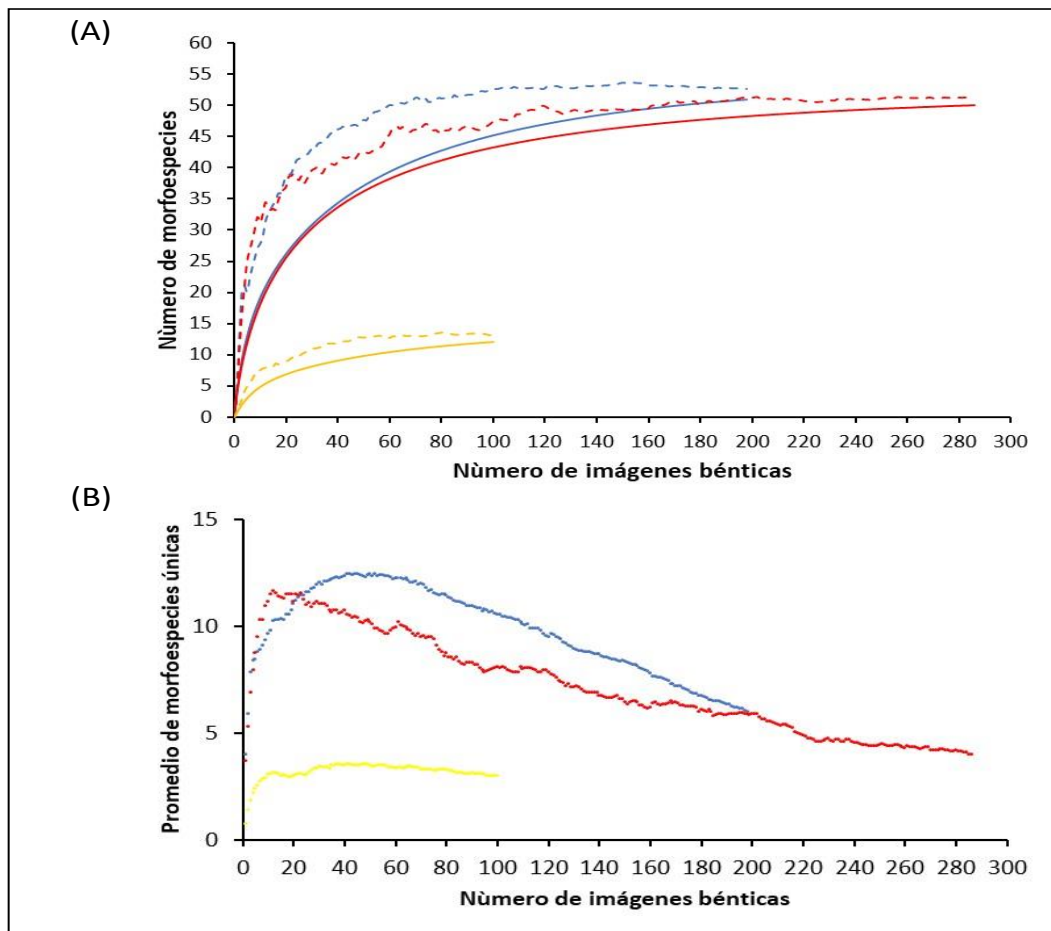 (A)
Nùmero de morfoespecies
60
55
50
45
40
35
30
25
20
15
10
5
0
0 20 40 60 80 100 120 140 160 180 200 220 240 260 280 300
Nùmero de imágenes bénticas
(B)
Promedio de morfoespecies únicas
15
10
5
0
0 20 40 60 80 100 120 140 160 180 200 220 240 260 280 300
Nùmero de imágenes bénticas